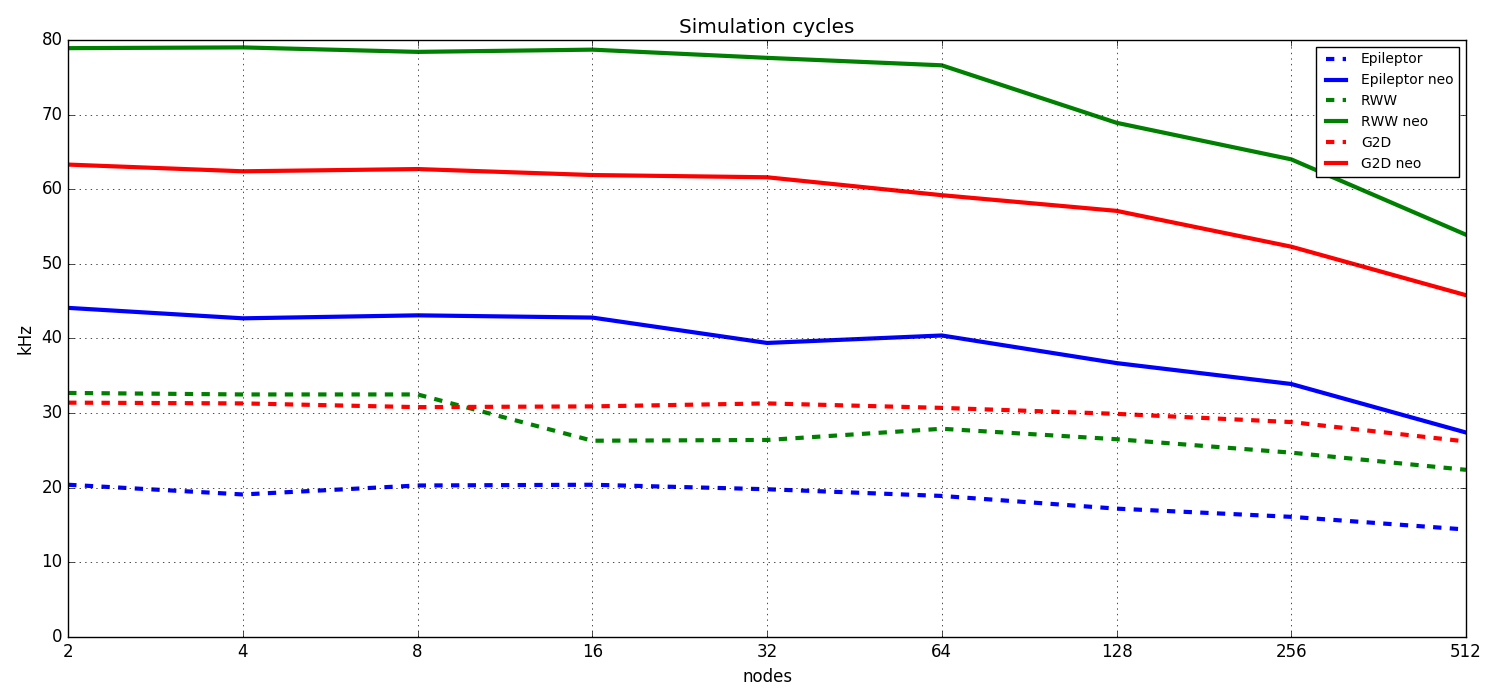 Simulation cycles
80
70
60
50
40
30
20
10
0
kHz
2 4 8 16 32 64 128 256 512
nodes
Epileptor
Epileptor neo
RWW
RWW neo
G2D
G2D neo